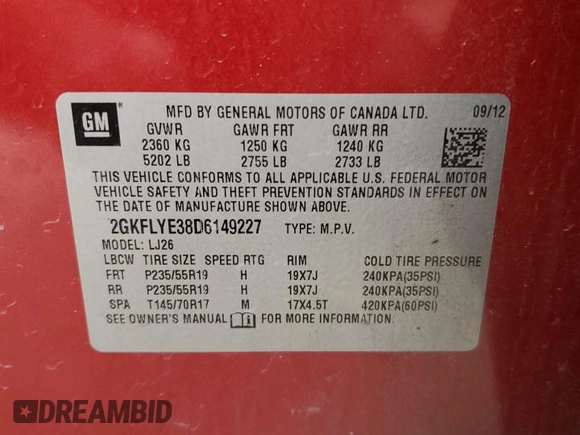 GM
MFD BY GENERAL MOTORS OF CANADA LTD. 09/12
GVWR GAWR FRT GAWR RR
2360 KG 1250 KG 1240 KG
5202 LB 2755 LB 2733 LB
THIS VEHICLE CONFORMS TO ALL APPLICABLE U.S. FEDERAL MOTOR
VEHICLE SAFETY AND THEFT PREVENTION STANDARDS IN EFFECT ON
THE DATE OF MANUFACTURE SHOWN ABOVE.
2GKFLYE38D6149227 TYPE: M.P.V.
MODEL: LJ26
LBCW TIRE SIZE SPEED RTG RIM COLD TIRE PRESSURE
FRT P235/55R19 H 19X7J 240KPA(35PSI)
RR P235/55R19 H 19X7J 240KPA(35PSI)
SPA T145/70R17 M 17X4.5T 420KPA(60PSI)
SEE OWNER'S MANUAL FOR MORE INFORMATION.
DREAMBID